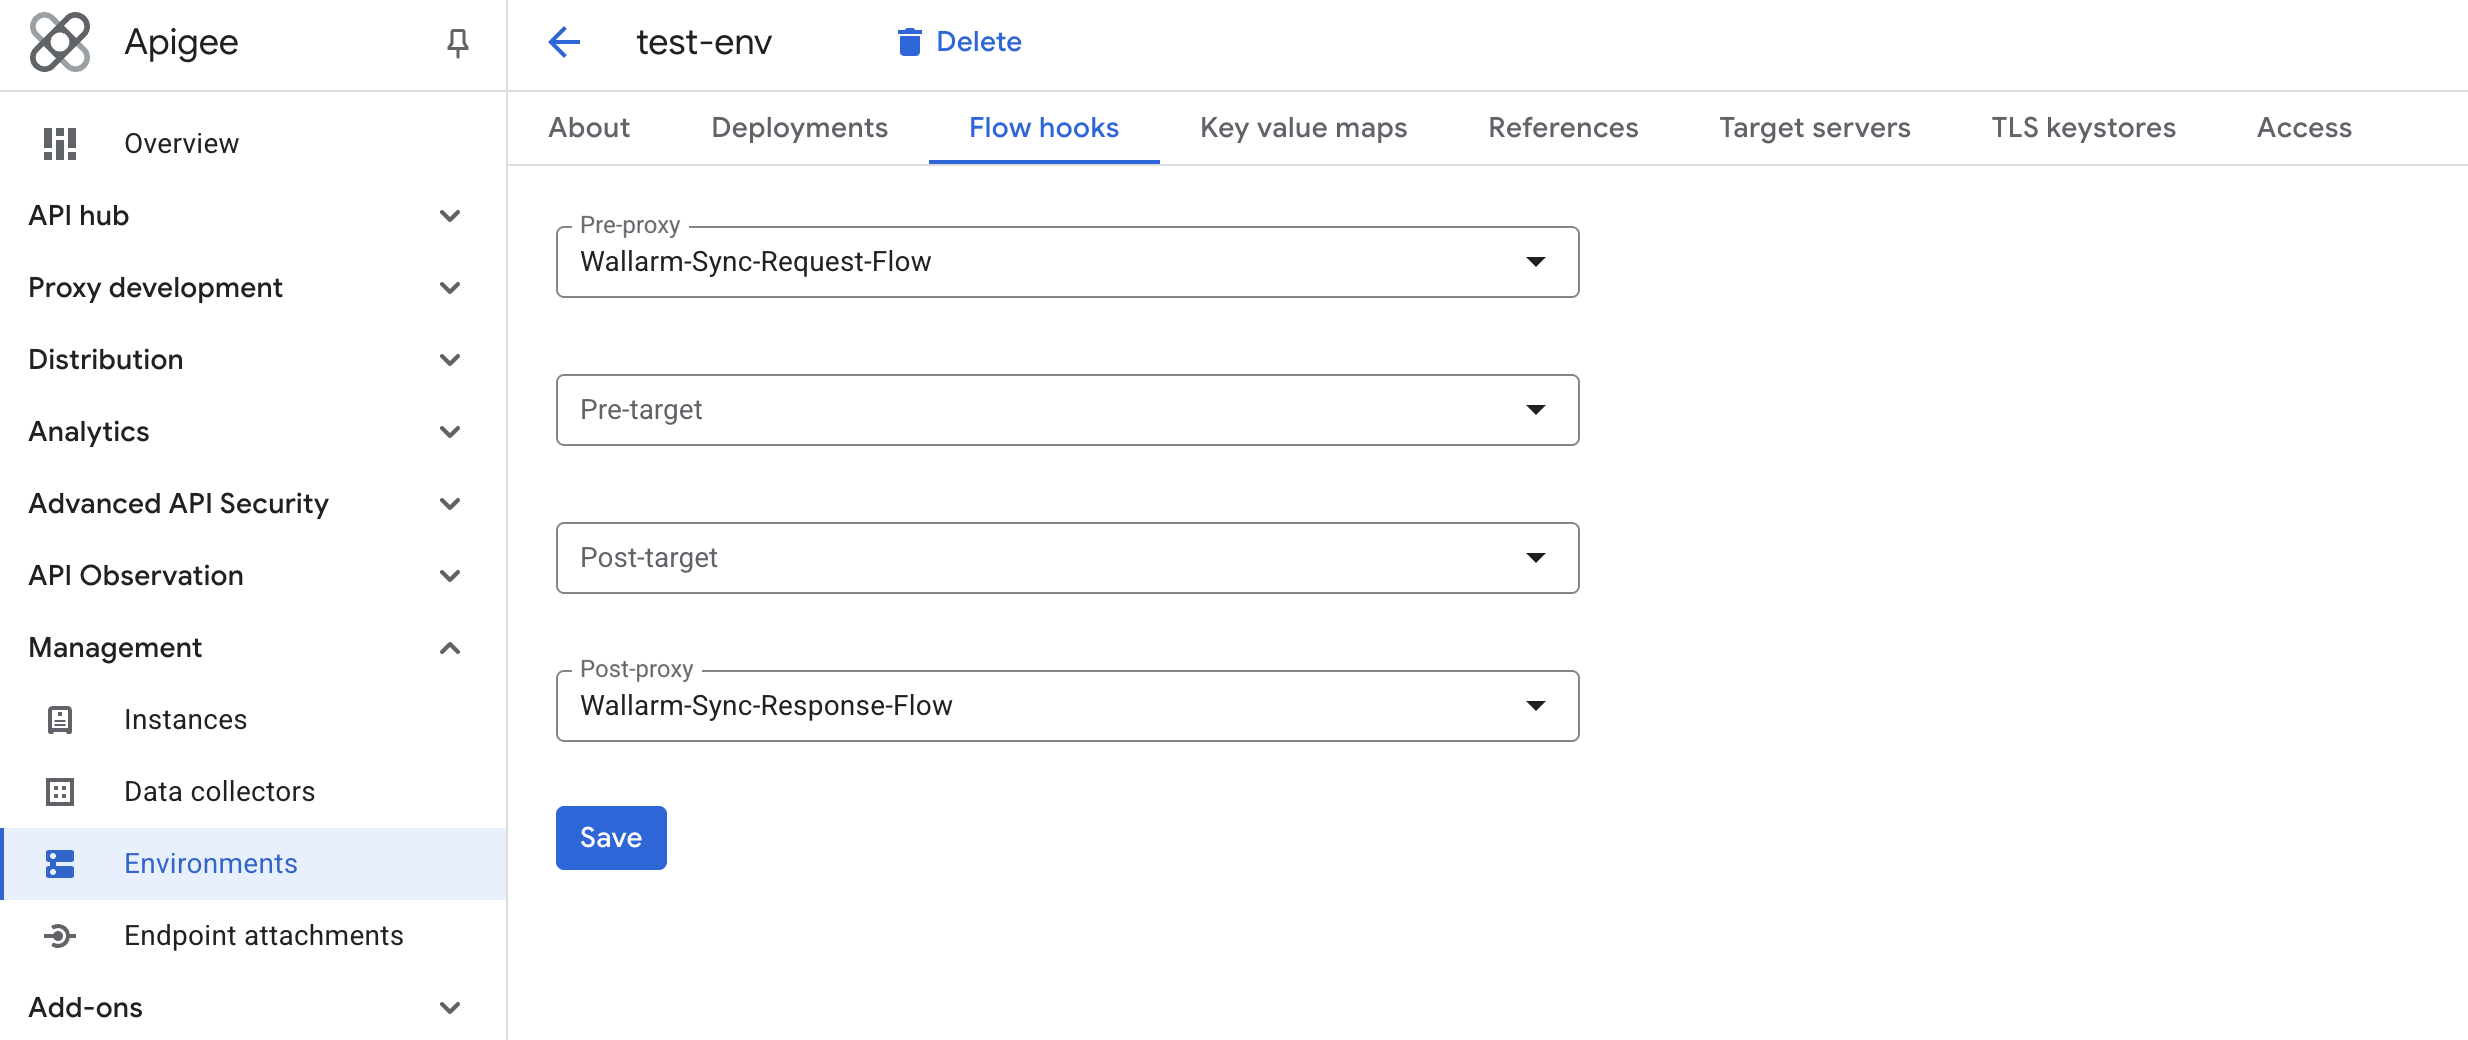 Apigee
Overview
API hub
Proxy development
Distribution
Analytics
Advanced API Security
API Observation
Management
Instances
Data collectors
Environments
Endpoint attachments
Add-ons
test-env
Delete
About
Deployments
Flow hooks
Key value maps
References
Target servers
TLS keystores
Access
Pre-proxy
Wallarm-Sync-Request-Flow
Pre-target
Post-target
Post-proxy
Wallarm-Sync-Response-Flow
Save